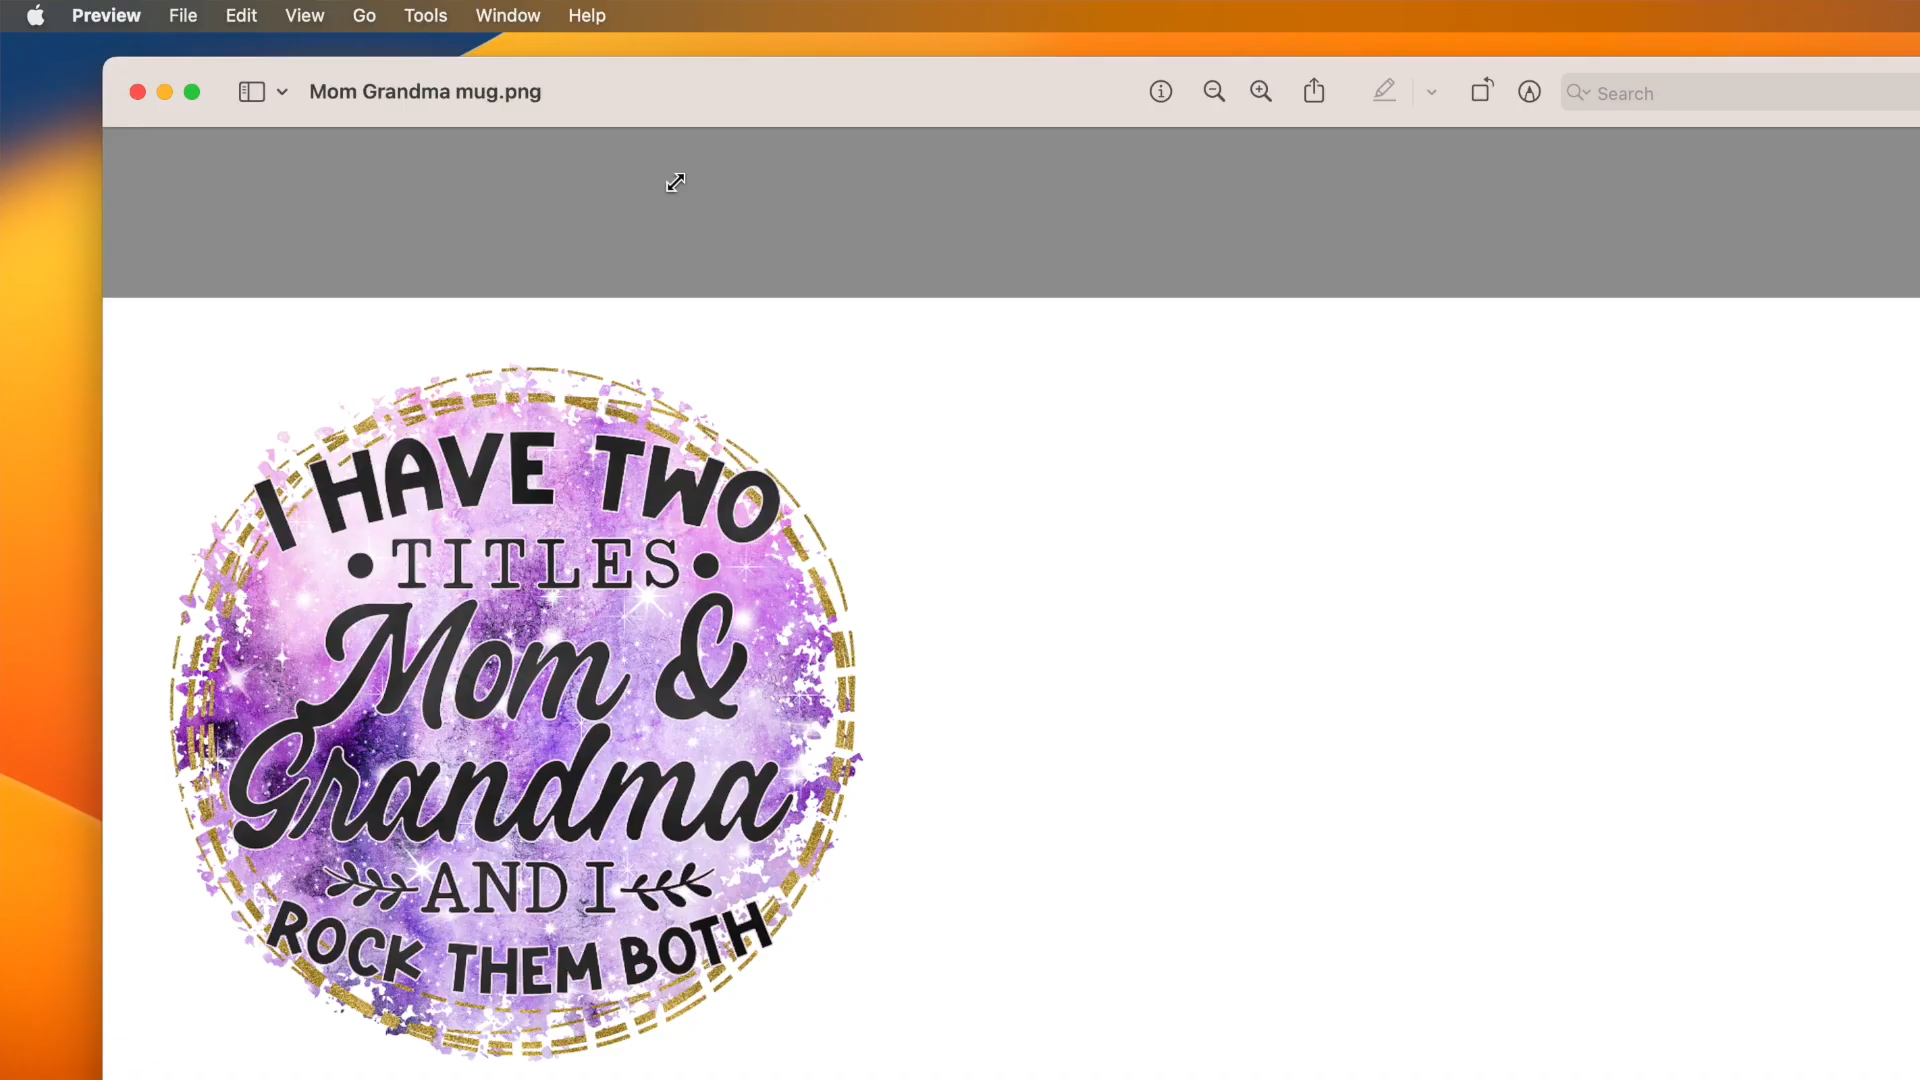 Preview File Edit View Go Tools Window Help
Mom Grandma mug.png
Search
I HAVE TWO
•TITLES•
Mom &
Grandma
AND I
ROCK THEM BOTH